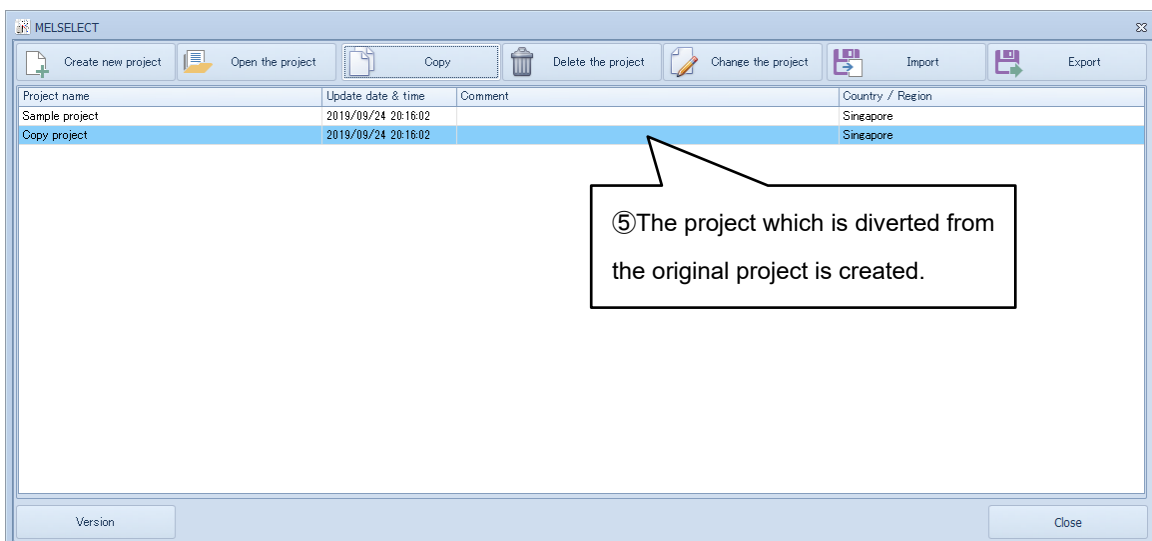 MELSELECT
Create new project Open the project Copy Delete the project Change the project Import Export
Project name Update date & time Comment Country / Region
Sample project 2019/09/24 20:16:02 Singapore
Copy project 2019/09/24 20:16:02 Singapore
⑤The project which is diverted from
the original project is created.
Version Close